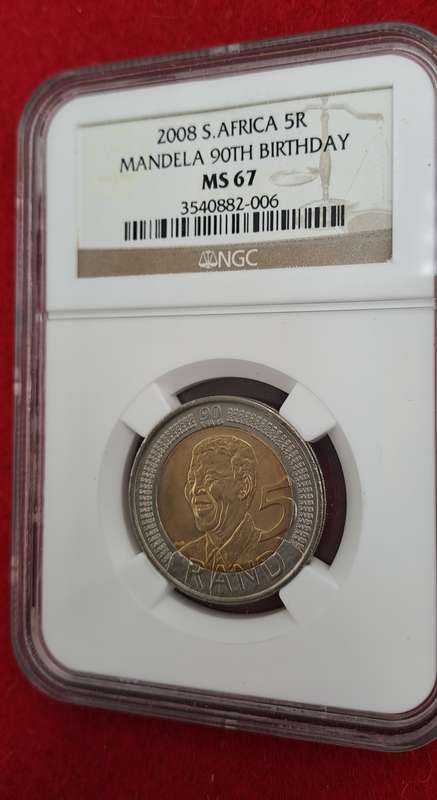 2008 S.AFRICA 5R
MANDELA 90TH BIRTHDAY
MS 67
3540882-006
NGC
90
5
RAND